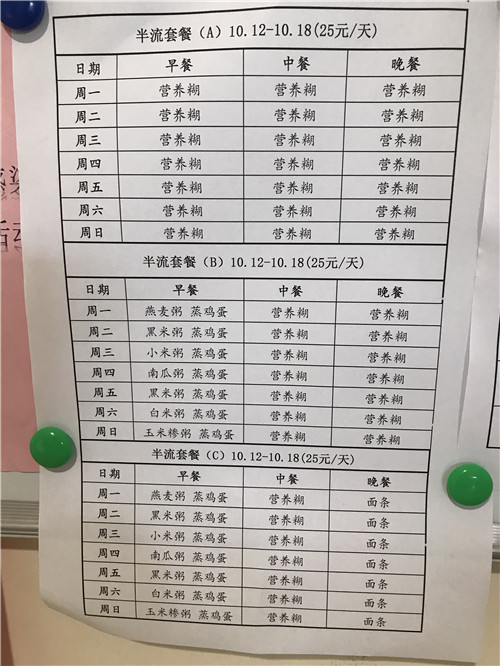 半流套餐（A）10.12-10.18(25元/天)
日期 早餐 中餐 晚餐
周一 营养糊 营养糊 营养糊
周二 营养糊 营养糊 营养糊
周三 营养糊 营养糊 营养糊
周四 营养糊 营养糊 营养糊
周五 营养糊 营养糊 营养糊
周六 营养糊 营养糊 营养糊
周日 营养糊 营养糊 营养糊
半流套餐（B）10.12-10.18(25元/天)
日期 早餐 中餐 晚餐
周一 燕麦粥 蒸鸡蛋 营养糊 营养糊
周二 黑米粥 蒸鸡蛋 营养糊 营养糊
周三 小米粥 蒸鸡蛋 营养糊 营养糊
周四 南瓜粥 蒸鸡蛋 营养糊 营养糊
周五 黑米粥 蒸鸡蛋 营养糊 营养糊
周六 白米粥 蒸鸡蛋 营养糊 营养糊
周日 玉米糁粥 蒸鸡蛋 营养糊 营养糊
半流套餐（C）10.12-10.18(25元/天)
日期 早餐 中餐 晚餐
周一 燕麦粥 蒸鸡蛋 营养糊 面条
周二 黑米粥 蒸鸡蛋 营养糊 面条
周三 小米粥 蒸鸡蛋 营养糊 面条
周四 南瓜粥 蒸鸡蛋 营养糊 面条
周五 黑米粥 蒸鸡蛋 营养糊 面条
周六 白米粥 蒸鸡蛋 营养糊 面条
周日 玉米糁粥 蒸鸡蛋 营养糊 面条